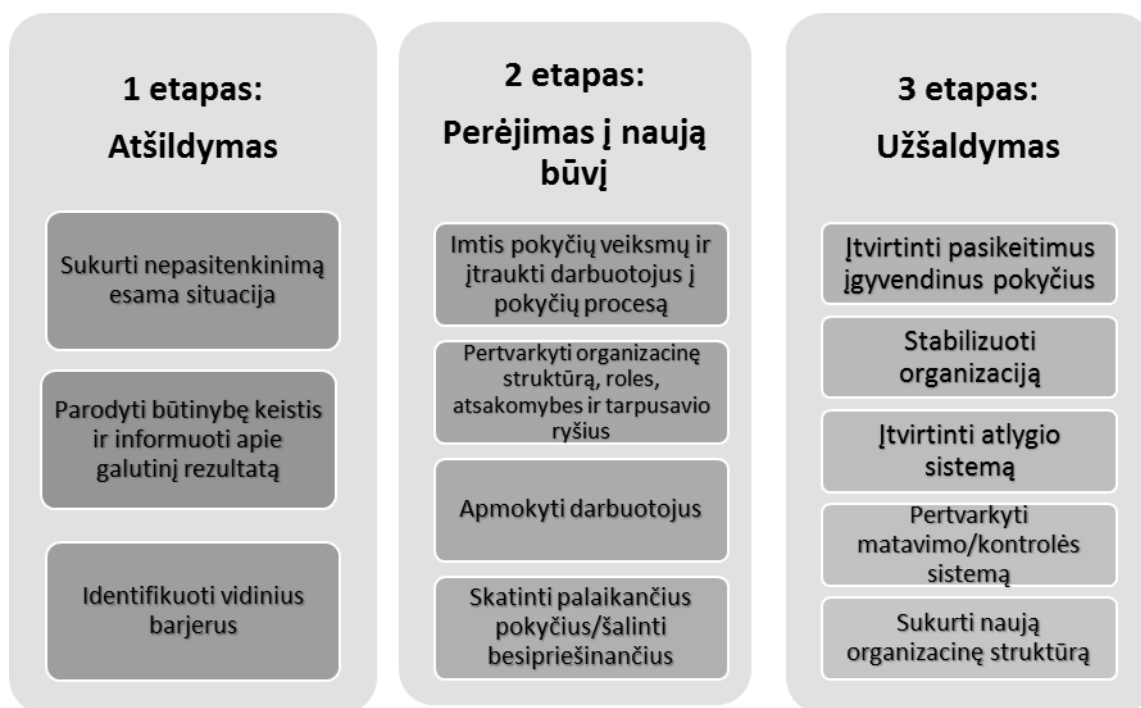 1 etapas:
Atšildymas
Sukurti nepasitenkinimą
esama situacija
Parodyti būtinybę keistis
ir informuoti apie
galutinį rezultatą
Identifikuoti vidinius
barjerus
2 etapas:
Perėjimas į naują
būvį
Imtis pokyčių veiksmų ir
įtraukti darbuotojus į
pokyčių procesą
Pertvarkyti organizacinę
struktūrą, roles,
atsakomybes ir tarpusavio
ryšius
Apmokyti darbuotojus
Skatinti palaikančius
pokyčius/šalinti
besipriešinančius
3 etapas:
Užšaldymas
Įtvirtinti pasikeitimus
įgyvendinus pokyčius
Stabilizuoti
organizaciją
Įtvirtinti atlygio
sistemą
Pertvarkyti
matavimo/kontrolės
sistemą
Sukurti naują
organizacinę struktūrą